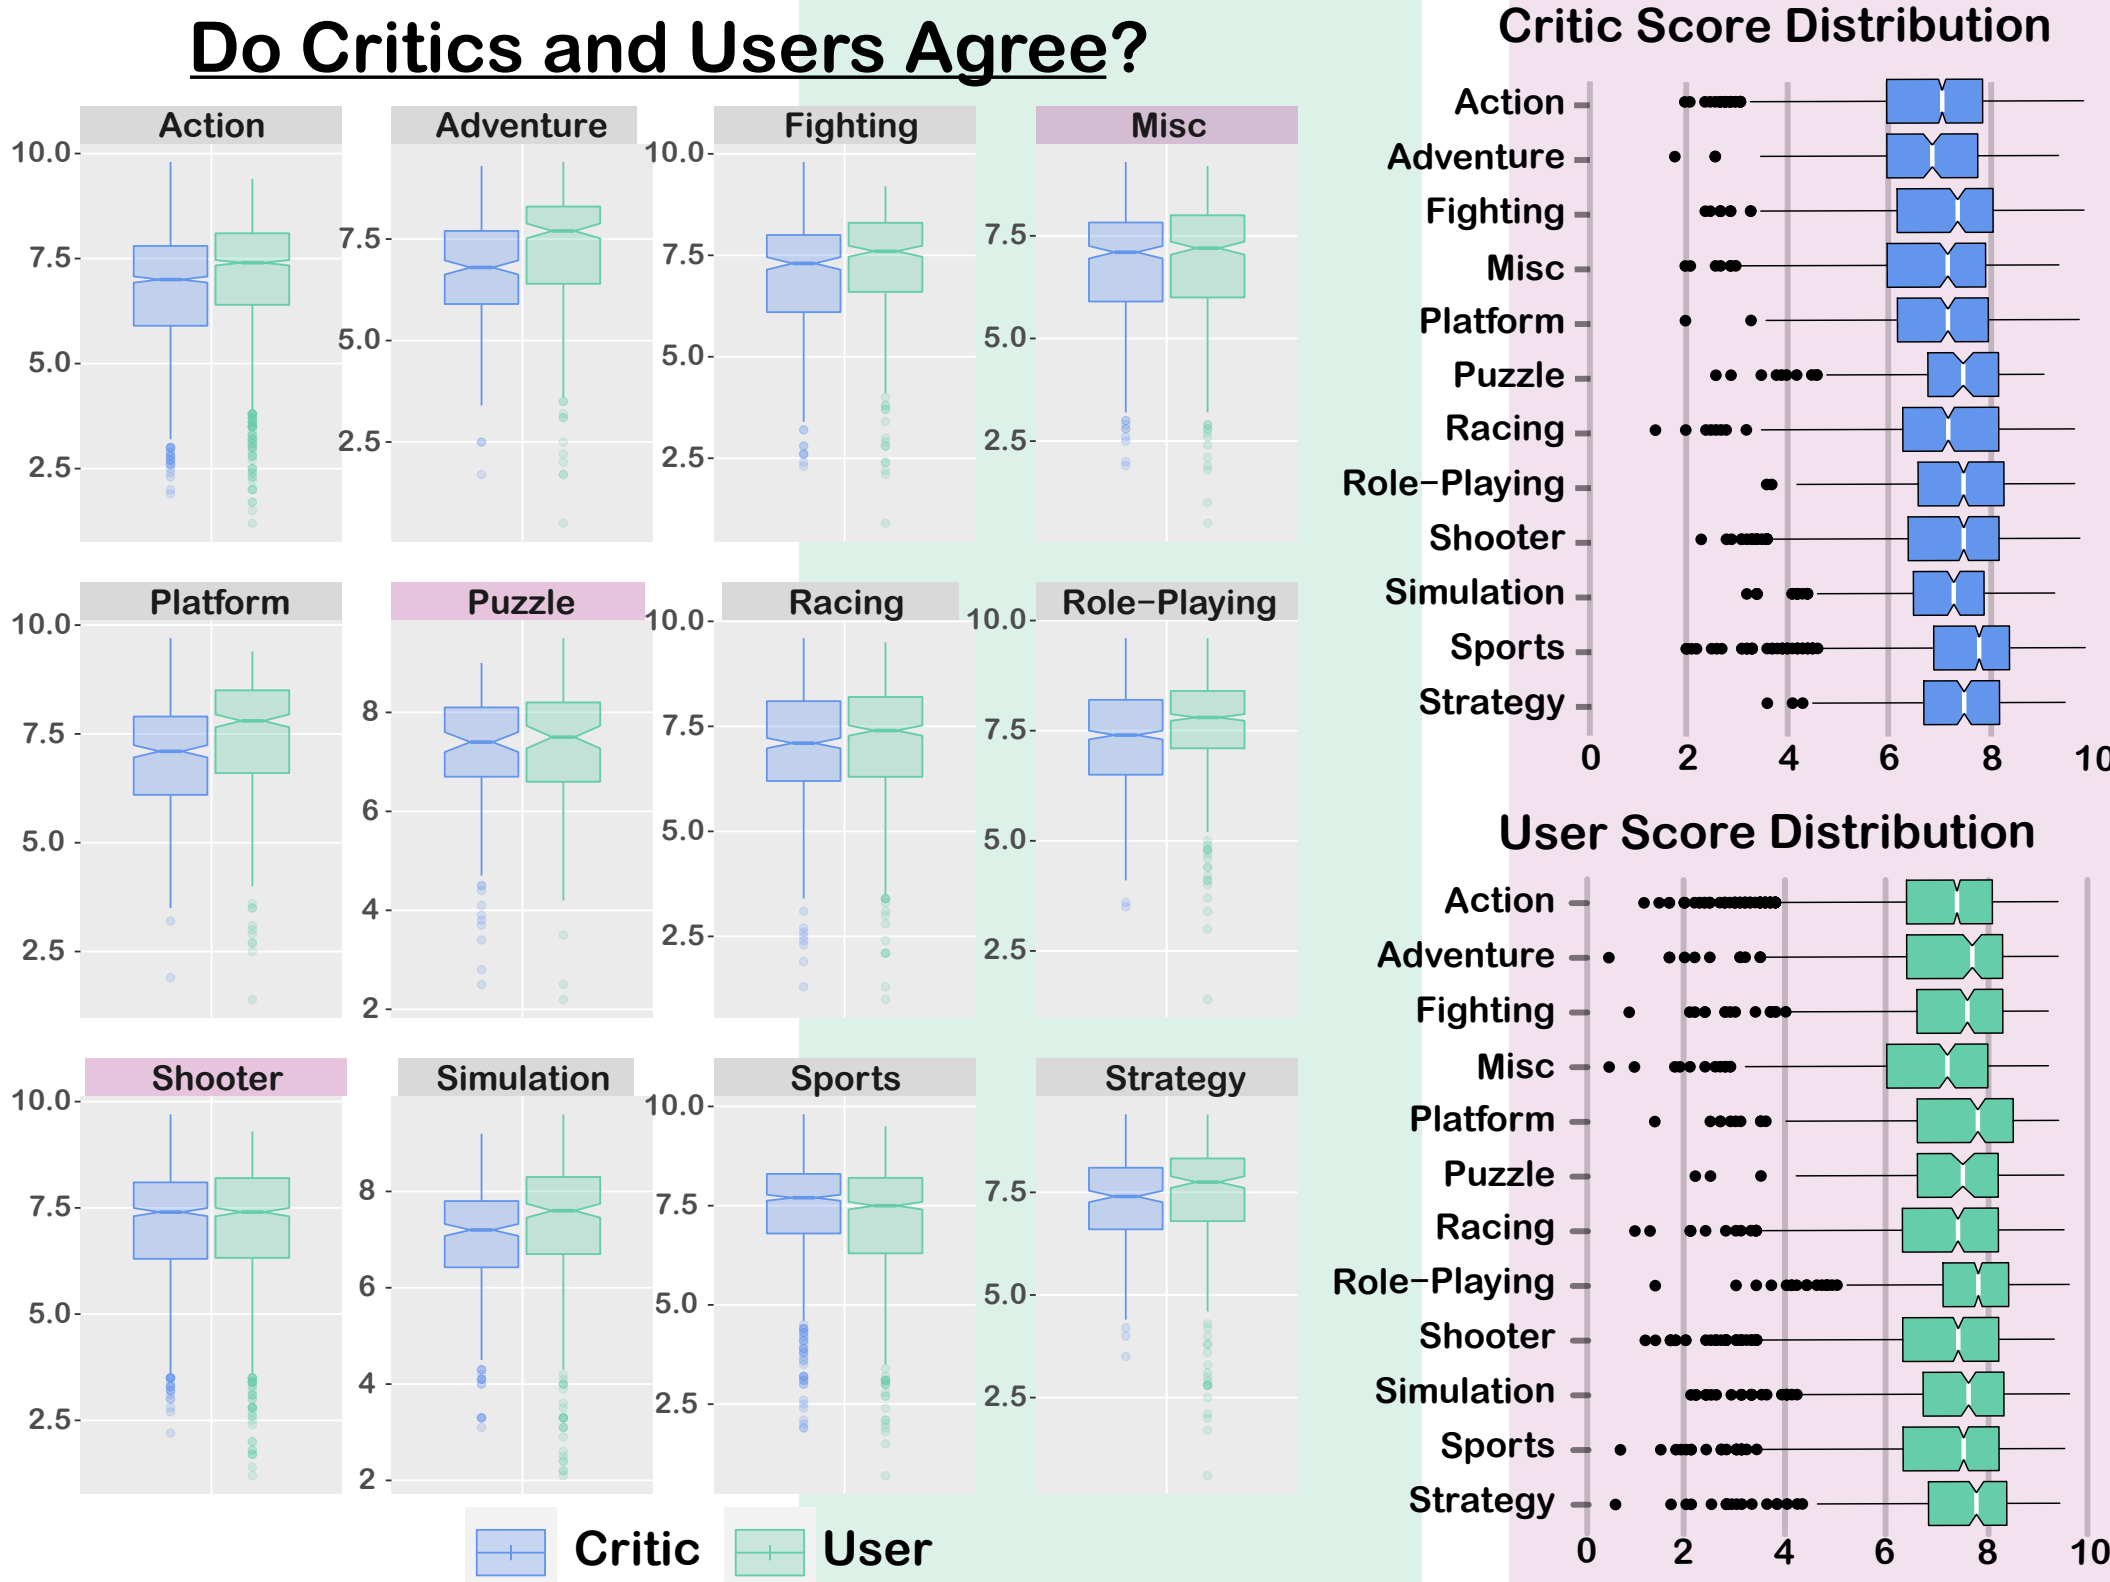 Do Critics and Users Agree?
Action
10.0
7.5
5.0
2.5
Adventure
7.5
5.0
2.5
Fighting
10.0
7.5
5.0
2.5
Misc
7.5
5.0
2.5
Platform
10.0
7.5
5.0
2.5
Puzzle
8
6
4
2
Racing
10.0
7.5
5.0
2.5
Role-Playing
10.0
7.5
5.0
2.5
Shooter
10.0
7.5
5.0
2.5
Simulation
8
6
4
2
Sports
10.0
7.5
5.0
2.5
Strategy
7.5
5.0
2.5
Critic User
Critic Score Distribution
Action
Adventure
Fighting
Misc
Platform
Puzzle
Racing
Role-Playing
Shooter
Simulation
Sports
Strategy
0 2 4 6 8 10
User Score Distribution
Action
Adventure
Fighting
Misc
Platform
Puzzle
Racing
Role-Playing
Shooter
Simulation
Sports
Strategy
0 2 4 6 8 10